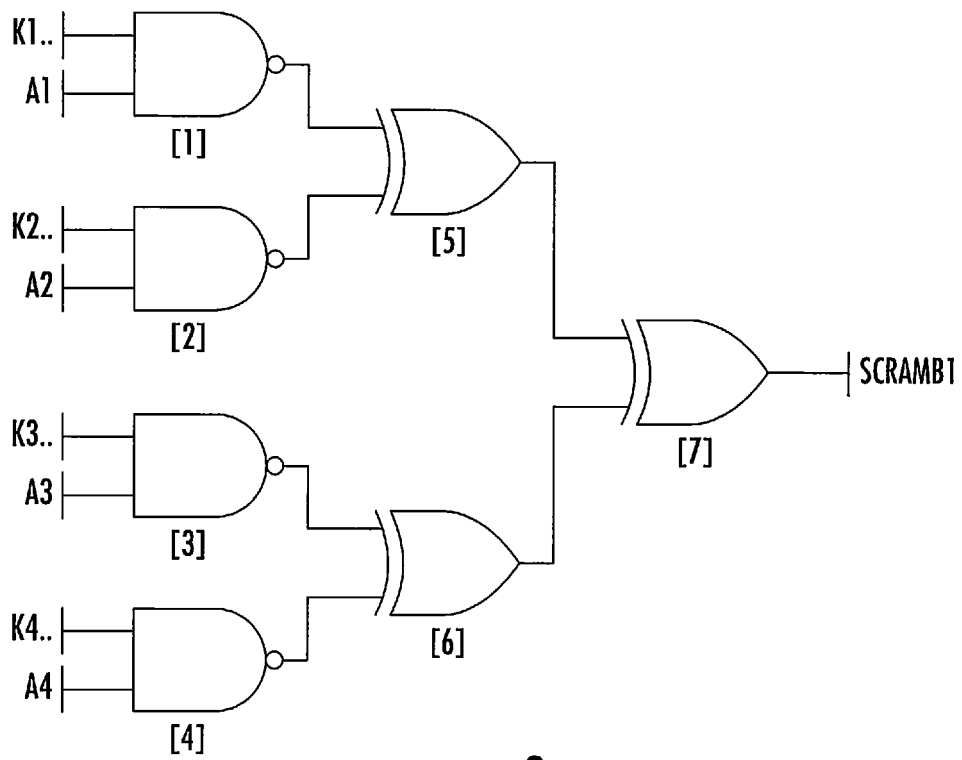 K1..
A1
[1]
K2..
A2
[2]
[5]
K3..
A3
[3]
K4..
A4
[4]
[6]
[7]
SCRAMB1